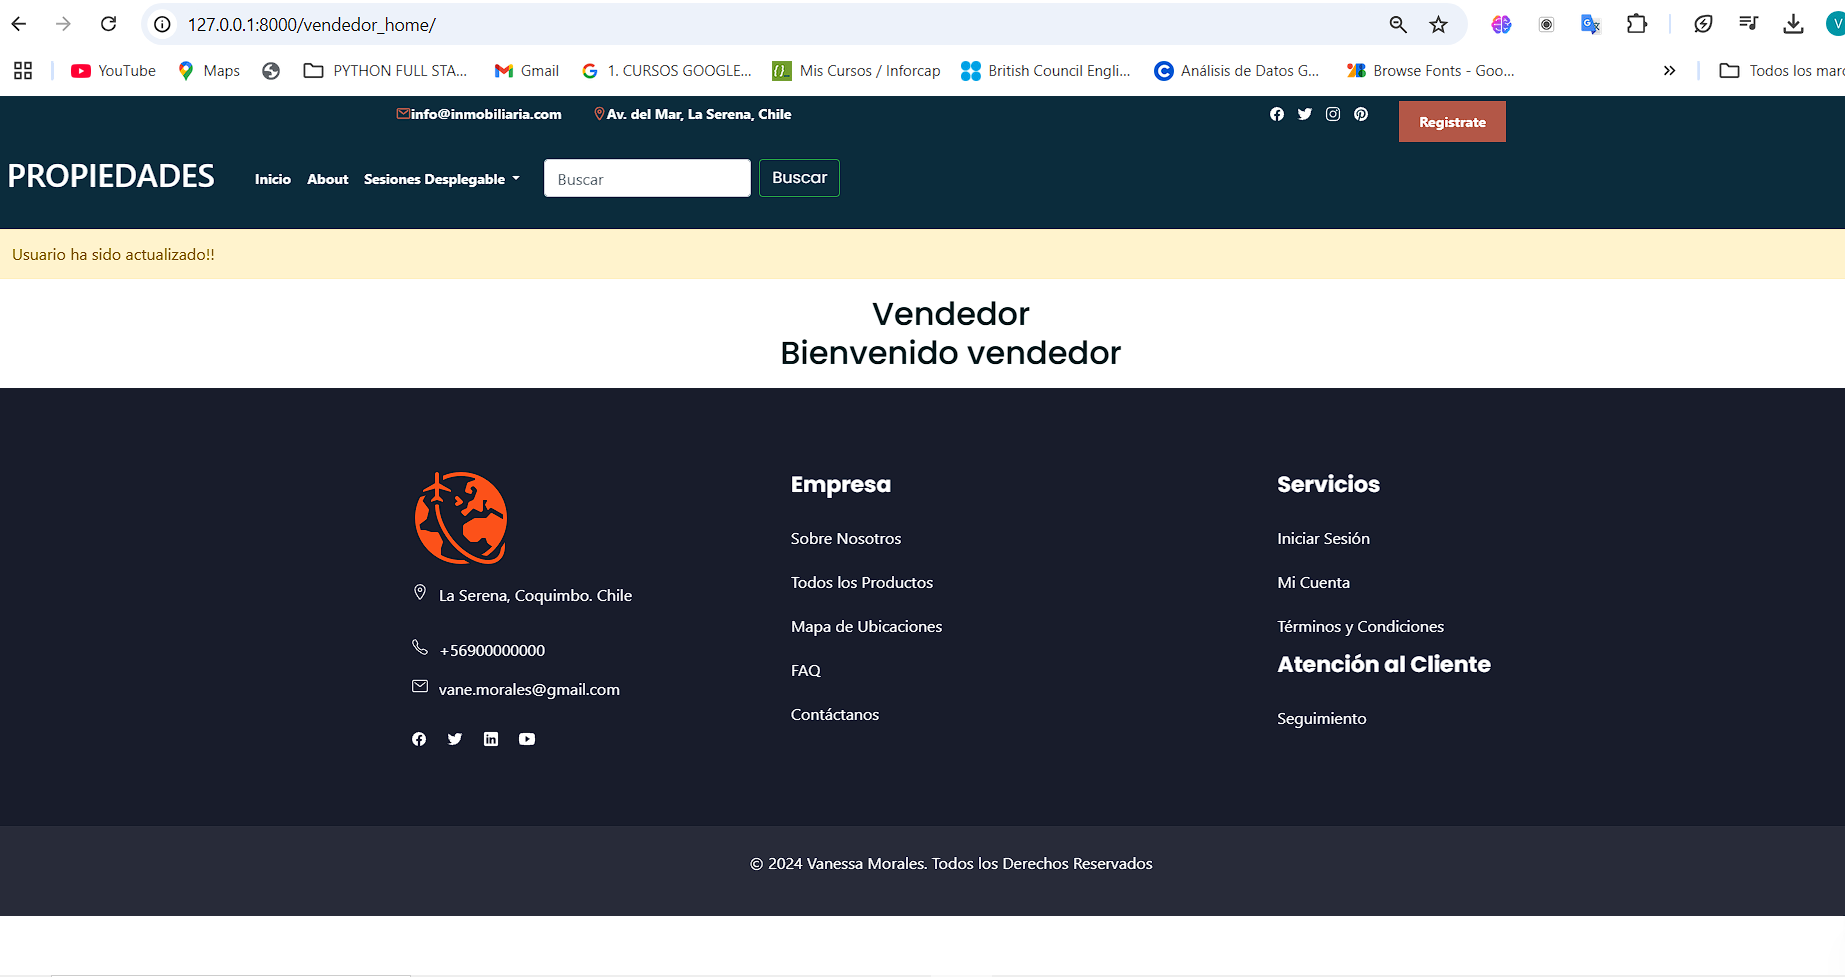 127.0.0.1:8000/vendedor_home/
V
YouTube Maps PYTHON FULL STA... Gmail 1. CURSOS GOOGLE... Mis Cursos / Inforcap British Council Engli... Análisis de Datos G... Browse Fonts - Goo... » Todos los marc
info@inmobiliaria.com Av. del Mar, La Serena, Chile Registrate
PROPIEDADES Inicio About Sesiones Desplegable Buscar Buscar
Usuario ha sido actualizado!!
Vendedor
Bienvenido vendedor
La Serena, Coquimbo. Chile
+56900000000
vane.morales@gmail.com
Empresa
Sobre Nosotros
Todos los Productos
Mapa de Ubicaciones
FAQ
Contáctanos
Servicios
Iniciar Sesión
Mi Cuenta
Términos y Condiciones
Atención al Cliente
Seguimiento
© 2024 Vanessa Morales. Todos los Derechos Reservados